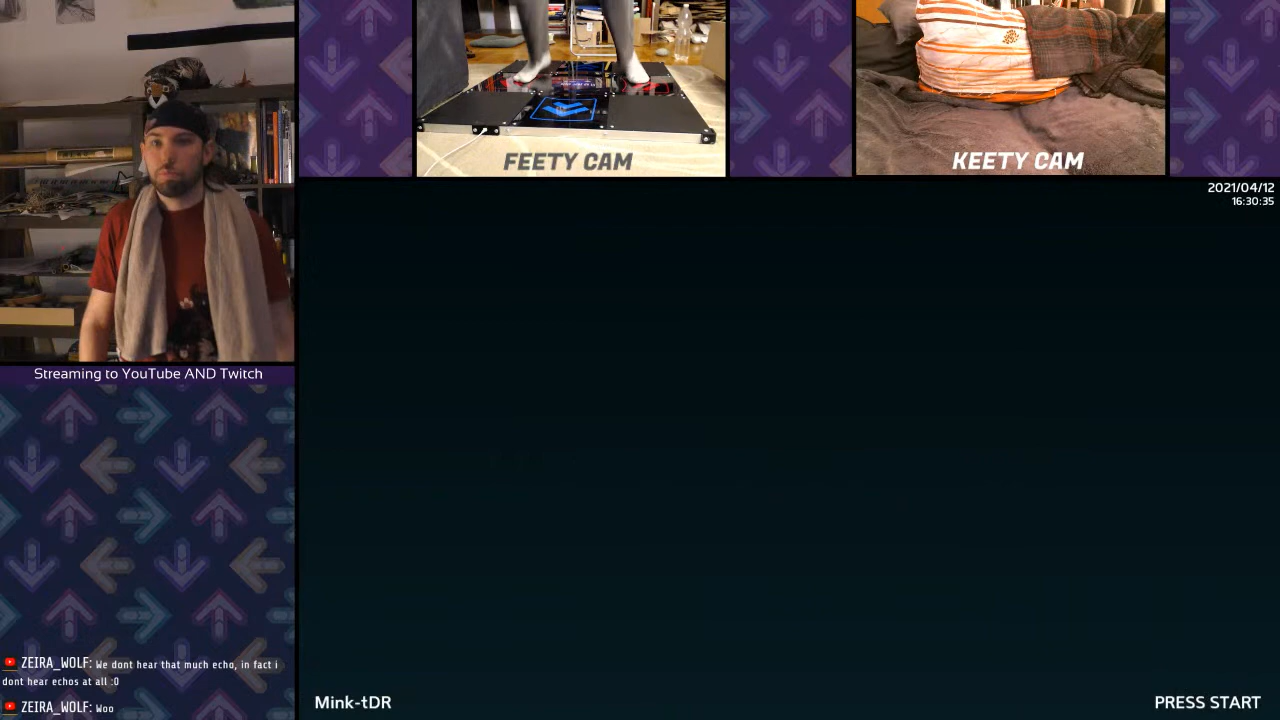 FEETY CAM
KEETY CAM
2021/04/12
16:30:35
Streaming to YouTube AND Twitch
ZEIRA_WOLF: We dont hear that much echo, in fact i
dont hear echos at all :O
ZEIRA_WOLF: Woo
Mink-tDR
PRESS START